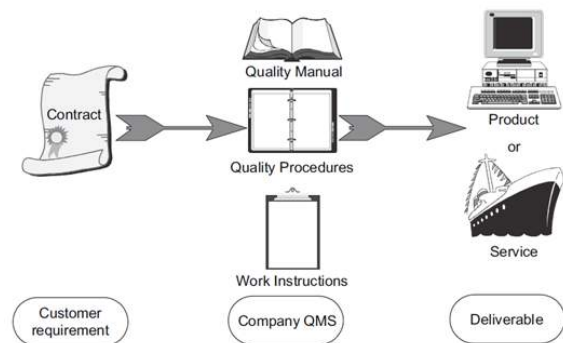 Quality Manual
Contract
Product
or
Quality Procedures
Service
Work Instructions
Customer
requirement
Company QMS
Deliverable